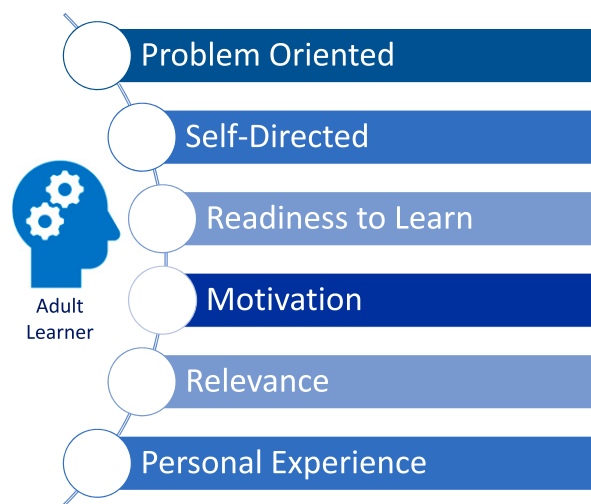 Problem Oriented
Self-Directed
Readiness to Learn
Motivation
Relevance
Personal Experience
Adult
Learner